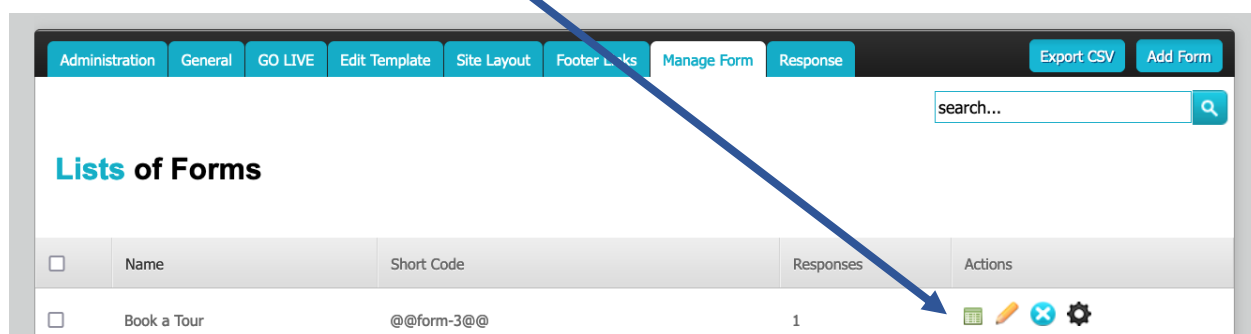 Administration General GO LIVE Edit Template Site Layout Footer Links Manage Form Response Export CSV Add Form
search...
Lists of Forms
Name Short Code Responses Actions
Book a Tour @@form-3@@ 1